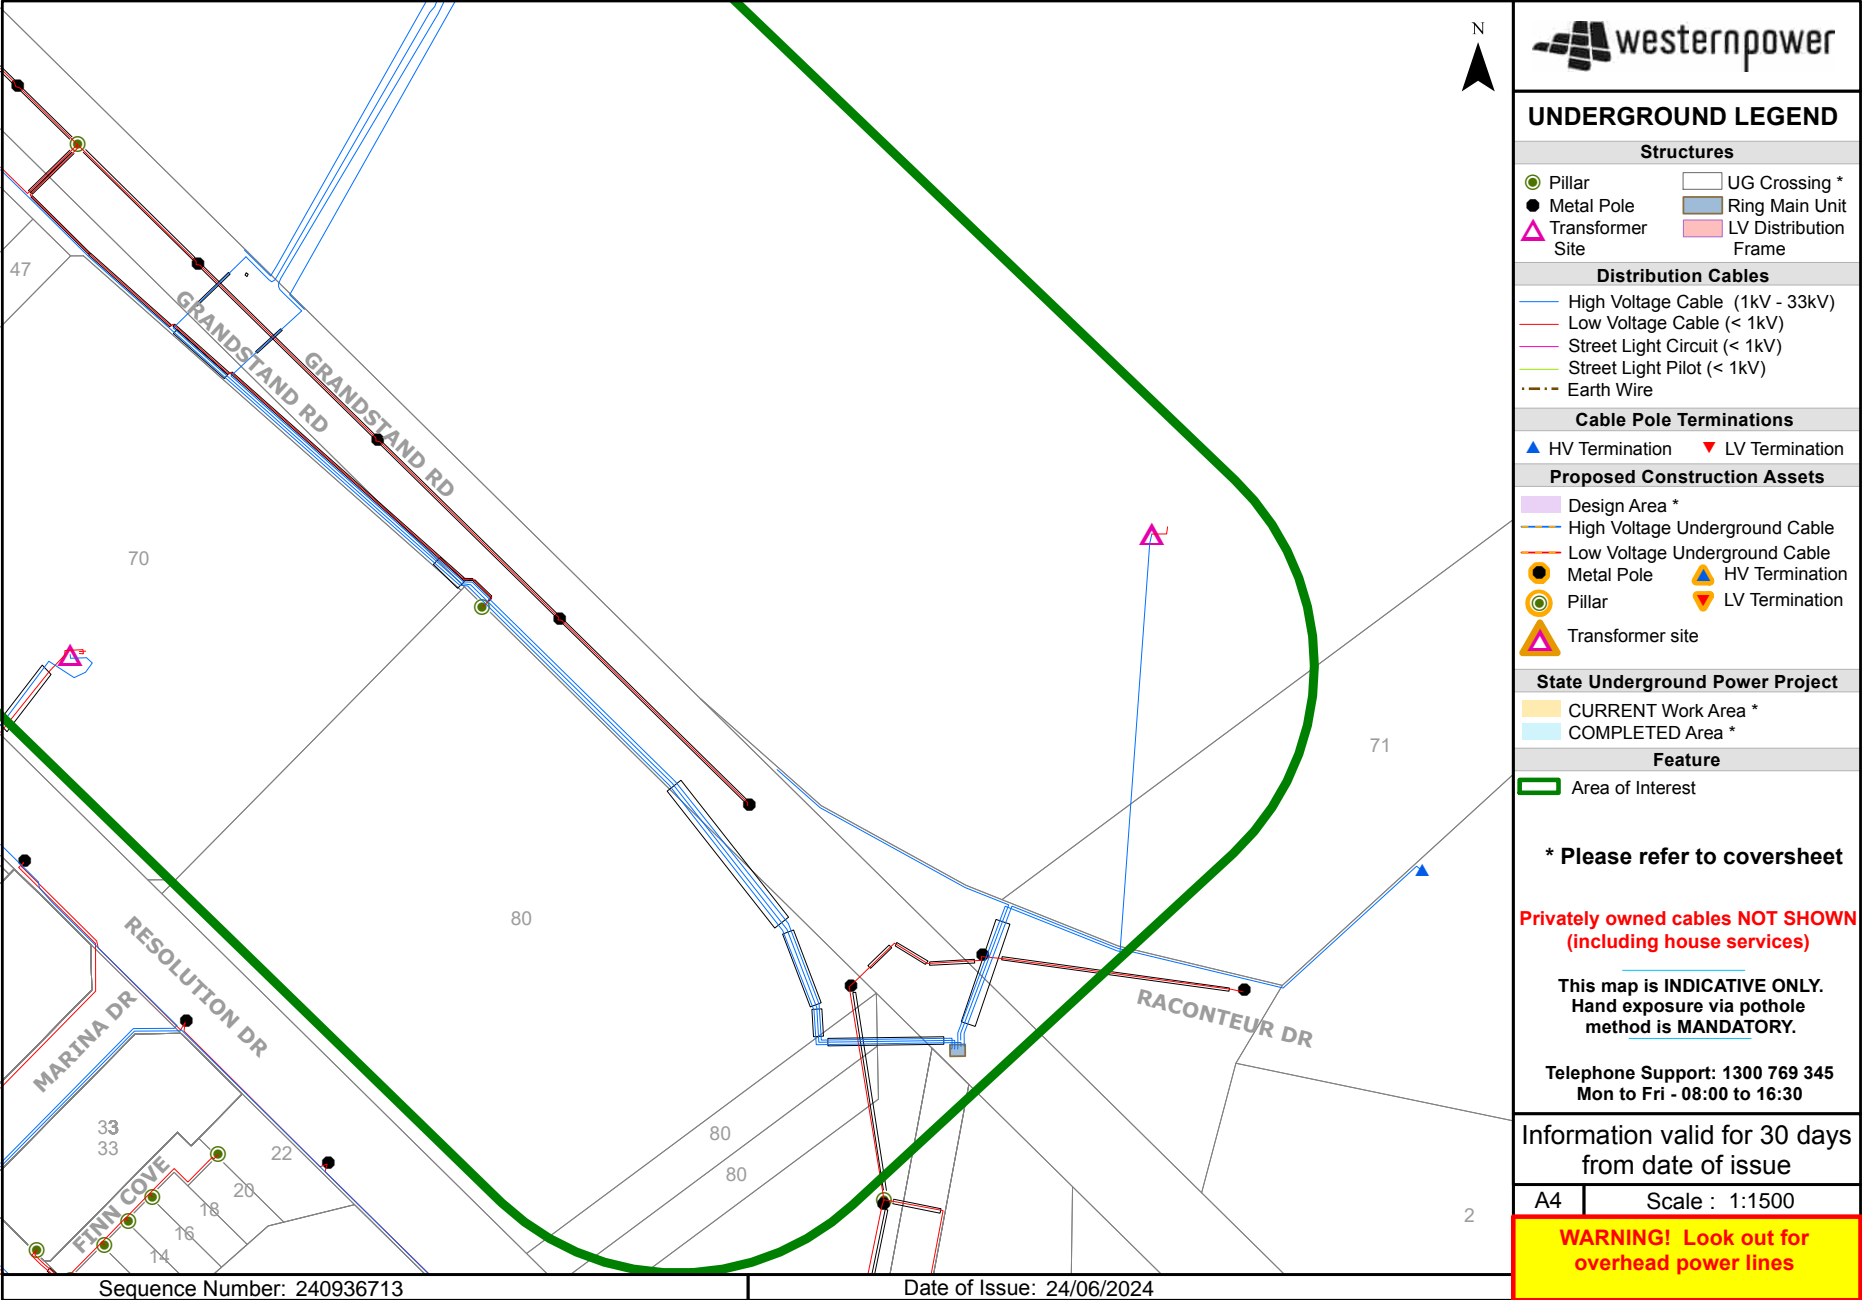 N
47
GRANDSTAND RD
GRANDSTAND RD
70
71
80
RESOLUTION DR
MARINA DR
RACONTEUR DR
33
33
22
80
80
FINN COVE
20
18
16
14
2
westernpower
UNDERGROUND LEGEND
Structures
Pillar
UG Crossing *
Metal Pole
Ring Main Unit
Transformer
Site
LV Distribution
Frame
Distribution Cables
High Voltage Cable (1kV - 33kV)
Low Voltage Cable (< 1kV)
Street Light Circuit (< 1kV)
Street Light Pilot (< 1kV)
Earth Wire
Cable Pole Terminations
HV Termination
LV Termination
Proposed Construction Assets
Design Area *
High Voltage Underground Cable
Low Voltage Underground Cable
Metal Pole
HV Termination
Pillar
LV Termination
Transformer site
State Underground Power Project
CURRENT Work Area *
COMPLETED Area *
Feature
Area of Interest
* Please refer to coversheet
Privately owned cables NOT SHOWN
(including house services)
This map is INDICATIVE ONLY.
Hand exposure via pothole
method is MANDATORY.
Telephone Support: 1300 769 345
Mon to Fri - 08:00 to 16:30
Information valid for 30 days
from date of issue
A4
Scale : 1:1500
WARNING! Look out for
overhead power lines
Sequence Number: 240936713
Date of Issue: 24/06/2024